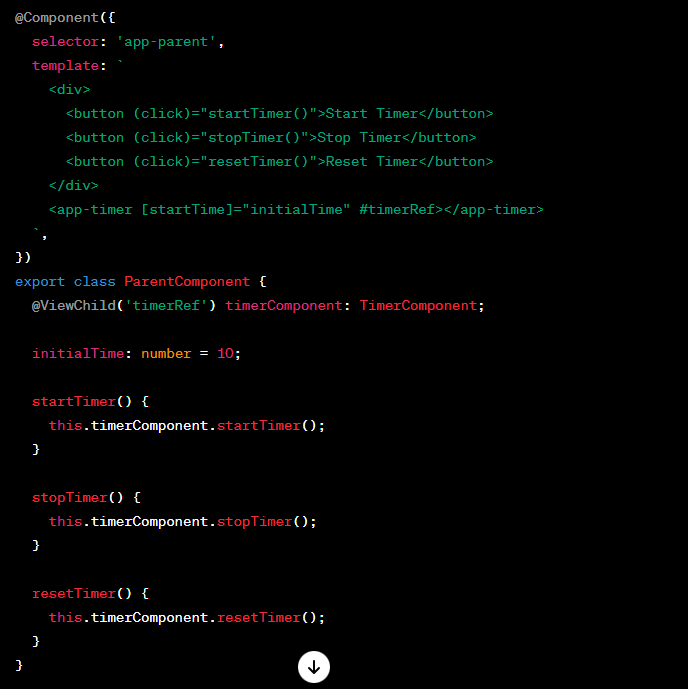 @Component({
  selector: 'app-parent',
  template: `
    <div>
      <button (click)="startTimer()">Start Timer</button>
      <button (click)="stopTimer()">Stop Timer</button>
      <button (click)="resetTimer()">Reset Timer</button>
    </div>
    <app-timer [startTime]="initialTime" #timerRef></app-timer>
  `,
})
export class ParentComponent {
  @ViewChild('timerRef') timerComponent: TimerComponent;

  initialTime: number = 10;

  startTimer() {
    this.timerComponent.startTimer();
  }

  stopTimer() {
    this.timerComponent.stopTimer();
  }

  resetTimer() {
    this.timerComponent.resetTimer();
  }
}